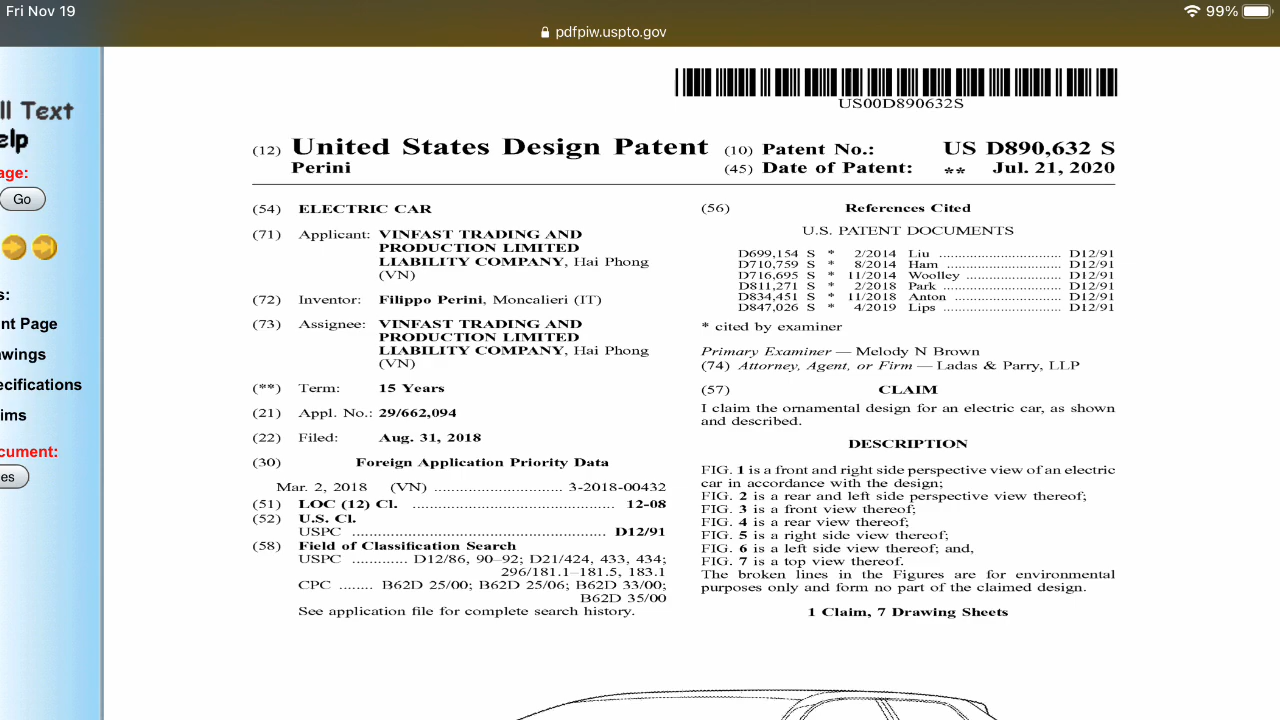 Fri Nov 19
99%
pdfpiw.uspto.gov
ll Text
elp
age:
Go
s:
nt Page
awings
ecifications
ims
cument:
es
US00D890632S
(12) United States Design Patent
Perini
(10) Patent No.: US D890,632 S
(45) Date of Patent: ** Jul. 21, 2020
(54) ELECTRIC CAR
(71) Applicant: VINFAST TRADING AND
PRODUCTION LIMITED
LIABILITY COMPANY, Hai Phong
(VN)
(72) Inventor: Filippo Perini, Moncalieri (IT)
(73) Assignee: VINFAST TRADING AND
PRODUCTION LIMITED
LIABILITY COMPANY, Hai Phong
(VN)
(**) Term: 15 Years
(21) Appl. No.: 29/662,094
(22) Filed: Aug. 31, 2018
(30) Foreign Application Priority Data
Mar. 2, 2018 (VN) ............................ 3-2018-00432
(51) LOC (12) Cl. ............................................ 12-08
(52) U.S. Cl.
USPC ...................................................... D12/91
(58) Field of Classification Search
USPC ............ D12/86, 90–92; D21/424, 433, 434;
296/181.1–181.5, 183.1
CPC ........ B62D 25/00; B62D 25/06; B62D 33/00;
B62D 35/00
See application file for complete search history.
(56) References Cited
U.S. PATENT DOCUMENTS
D699,154 S * 2/2014 Liu .............................. D12/91
D710,759 S * 8/2014 Ham ............................ D12/91
D716,695 S * 11/2014 Woolley ........................ D12/91
D811,271 S * 2/2018 Park ............................ D12/91
D834,451 S * 11/2018 Anton .......................... D12/91
D847,026 S * 4/2019 Lips ............................. D12/91
* cited by examiner
Primary Examiner — Melody N Brown
(74) Attorney, Agent, or Firm — Ladas & Parry, LLP
(57) CLAIM
I claim the ornamental design for an electric car, as shown
and described.
DESCRIPTION
FIG. 1 is a front and right side perspective view of an electric
car in accordance with the design;
FIG. 2 is a rear and left side perspective view thereof;
FIG. 3 is a front view thereof;
FIG. 4 is a rear view thereof;
FIG. 5 is a right side view thereof;
FIG. 6 is a left side view thereof; and,
FIG. 7 is a top view thereof.
The broken lines in the Figures are for environmental
purposes only and form no part of the claimed design.
1 Claim, 7 Drawing Sheets